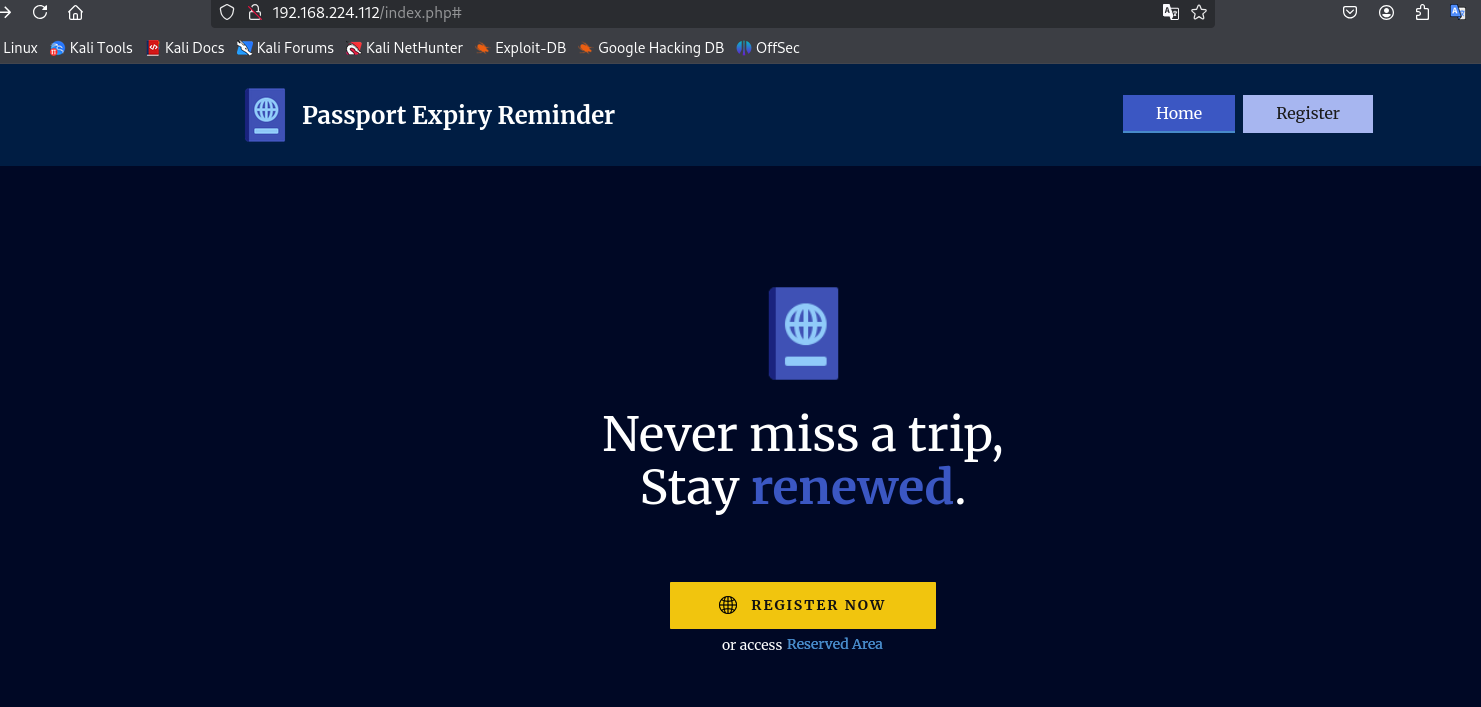 192.168.224.112/index.php#
Linux Kali Tools Kali Docs Kali Forums Kali NetHunter Exploit-DB Google Hacking DB OffSec
Passport Expiry Reminder
Home Register
Never miss a trip,
Stay renewed.
REGISTER NOW
or access Reserved Area